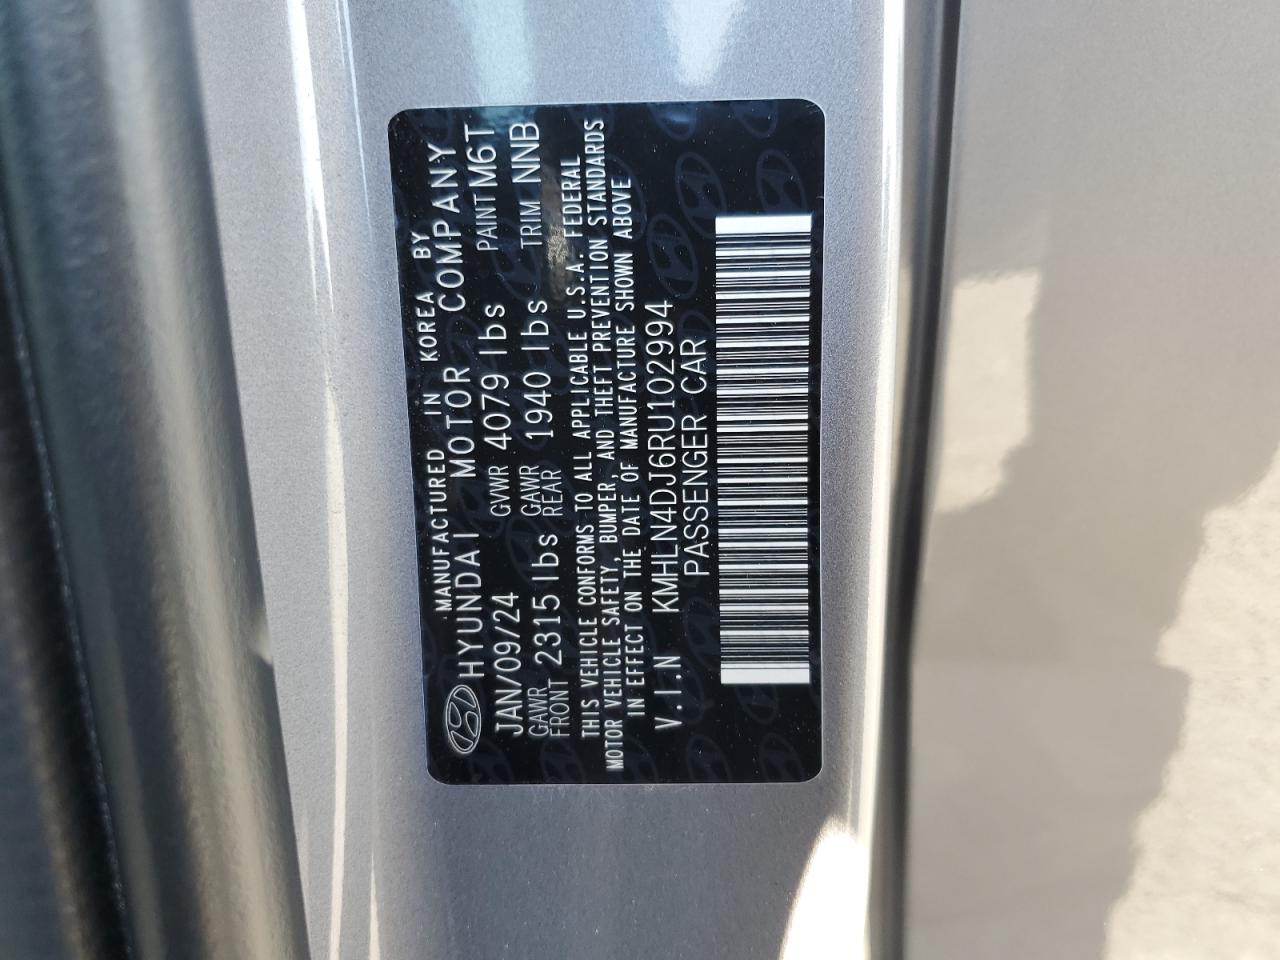 MANUFACTURED IN KOREA BY
HYUNDAI MOTOR COMPANY
JAN/09/24 GVWR 4079 lbs PAINT M6T
GAWR FRONT 2315 lbs GAWR REAR 1940 lbs TRIM NNB
THIS VEHICLE CONFORMS TO ALL APPLICABLE U.S.A. FEDERAL
MOTOR VEHICLE SAFETY, BUMPER, AND THEFT PREVENTION STANDARDS
IN EFFECT ON THE DATE OF MANUFACTURE SHOWN ABOVE
V.I.N KMHLN4DJ6RU102994
PASSENGER CAR